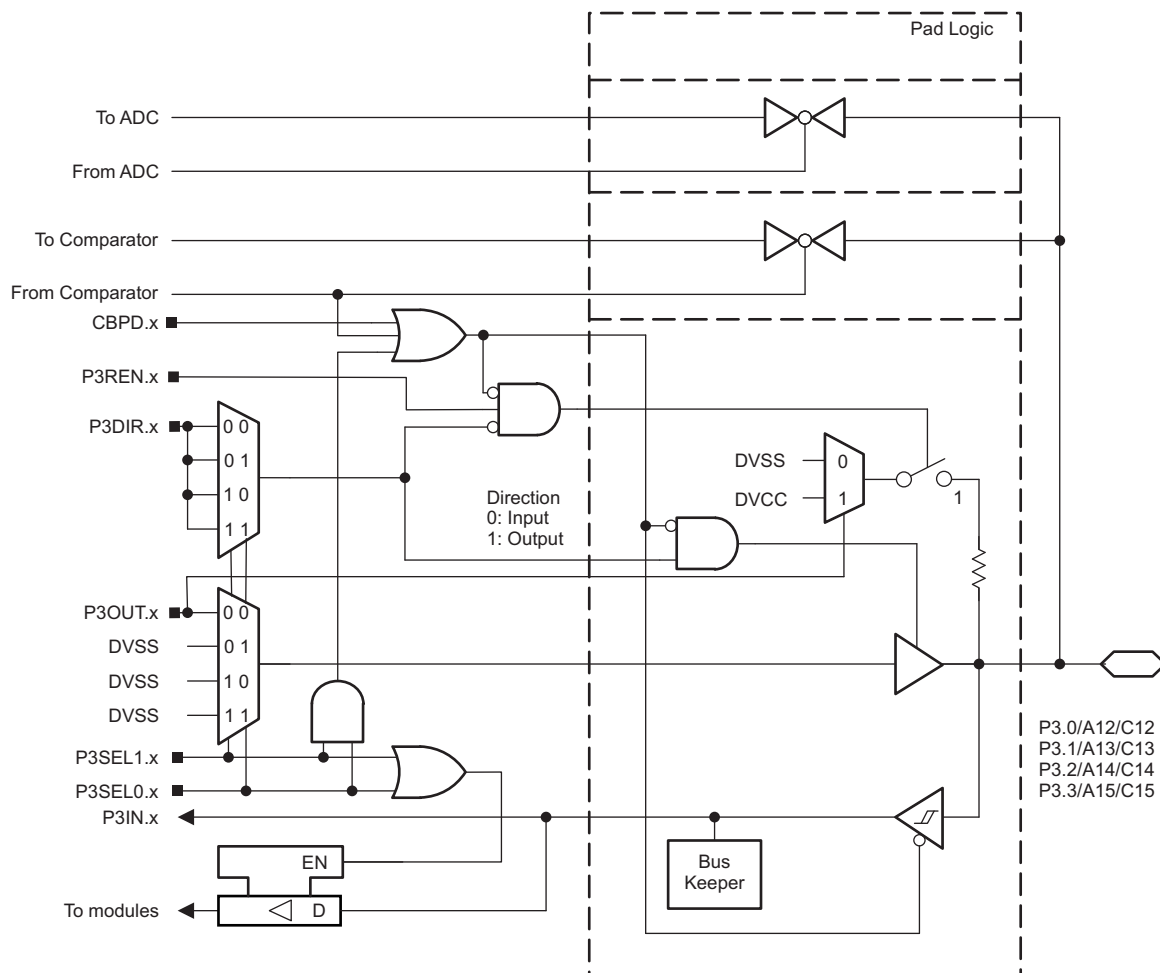 Pad Logic
To ADC
From ADC
To Comparator
From Comparator
CBPD.x
P3REN.x
P3DIR.x
0 0
0 1
1 0
1 1
Direction
0: Input
1: Output
DVSS
0
DVCC
1
1
P3OUT.x
0 0
DVSS
0 1
DVSS
1 0
DVSS
1 1
P3SEL1.x
P3SEL0.x
P3IN.x
P3.0/A12/C12
P3.1/A13/C13
P3.2/A14/C14
P3.3/A15/C15
Bus
Keeper
EN
To modules
D